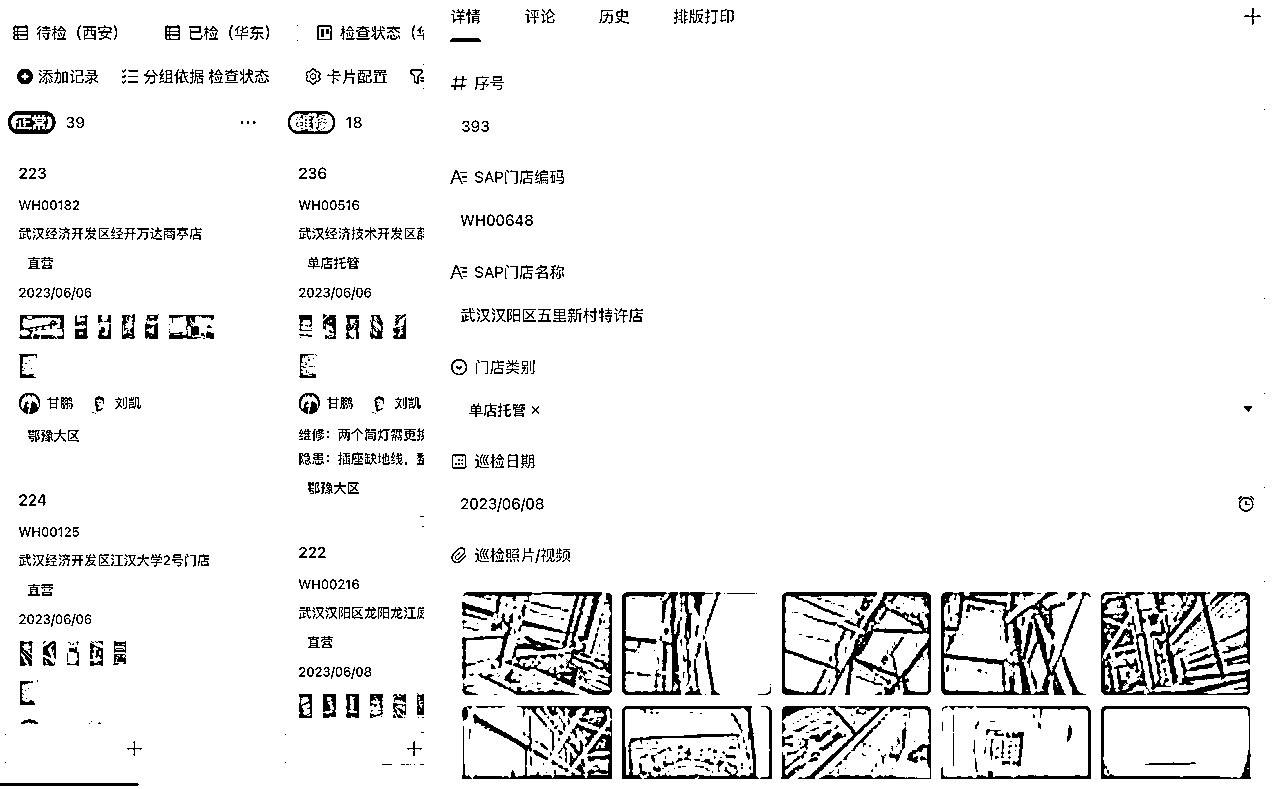 待检（西安） 已检（华东） 检查状态（
添加记录 分组依据 检查状态 卡片配置
正常 39 ...
223
WH00182
武汉经济开发区经开万达商亭店
直营
2023/06/06
甘鹏 刘凯
鄂豫大区
224
WH00125
武汉经济开发区江汉大学2号门店
直营
2023/06/06
维修 18
236
WH00516
武汉经济技术开发区
单店托管
2023/06/06
甘鹏 刘凯
维修：两个筒灯需更换
隐患：插座缺地线，
鄂豫大区
222
WH00216
武汉汉阳区龙阳龙江
直营
2023/06/08
详情 评论 历史 排版打印
序号
393
SAP门店编码
WH00648
SAP门店名称
武汉汉阳区五里新村特许店
门店类别
单店托管 ×
巡检日期
2023/06/08
巡检照片/视频